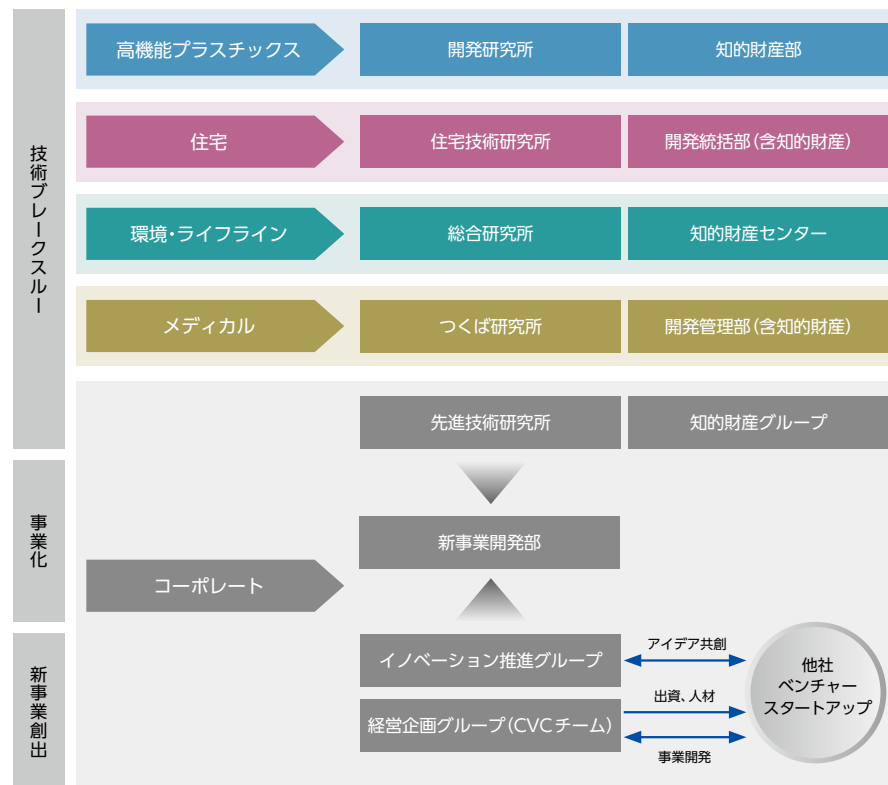 技術ブレークスルー
高機能プラスチックス
開発研究所
知的財産部
住宅
住宅技術研究所
開発統括部(含知的財産)
環境・ライフライン
総合研究所
知的財産センター
メディカル
つくば研究所
開発管理部(含知的財産)
先進技術研究所
知的財産グループ
事業化
コーポレート
新事業開発部
新事業創出
イノベーション推進グループ
アイデア共創
経営企画グループ(CVCチーム)
出資、人材
事業開発
他社
ベンチャー
スタートアップ